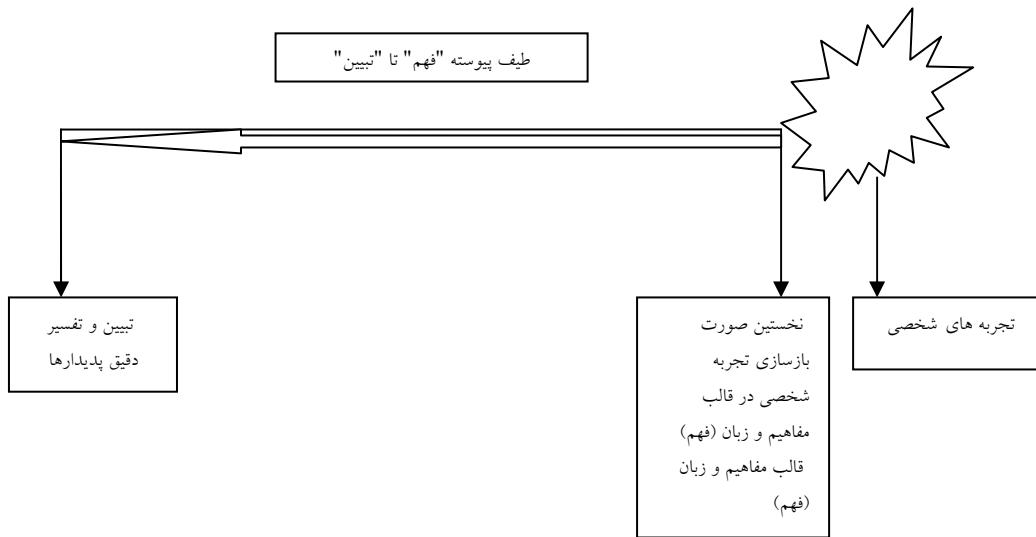 طیف پیوسته "فهم" تا "تبیین"
تجربه های شخصی
نخستین صورت
بازسازی تجربه
شخصی در قالب
مفاهیم و زبان (فهم)
قالب مفاهیم و زبان
(فهم)
تبیین و تفسیر
دقیق پدیدارها